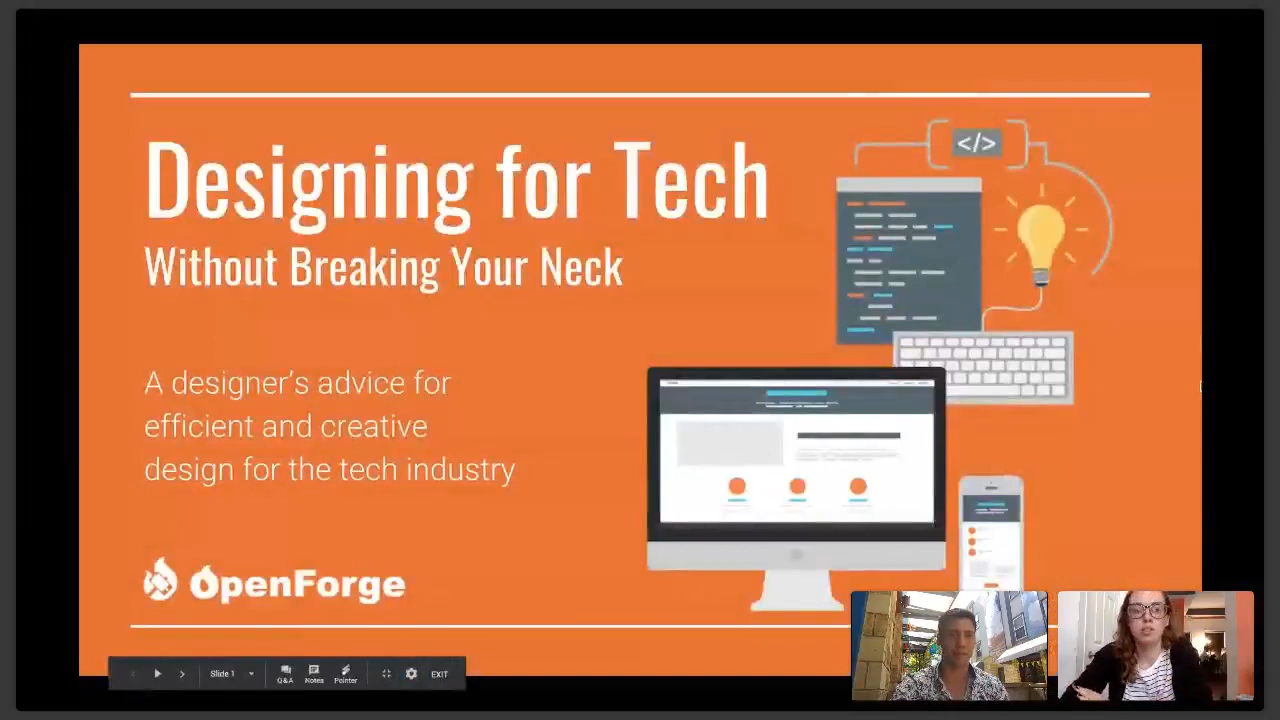 </>
Designing for Tech
Without Breaking Your Neck
A designer's advice for
efficient and creative
design for the tech industry
OpenForge
Slide 1
Q&A
Notes
Pointer
EXIT